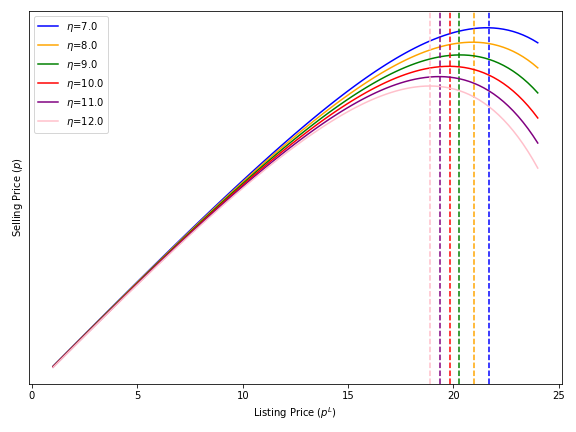 η=7.0
η=8.0
η=9.0
η=10.0
η=11.0
η=12.0
Selling Price (p)
0 5 10 15 20 25
Listing Price (p^L)